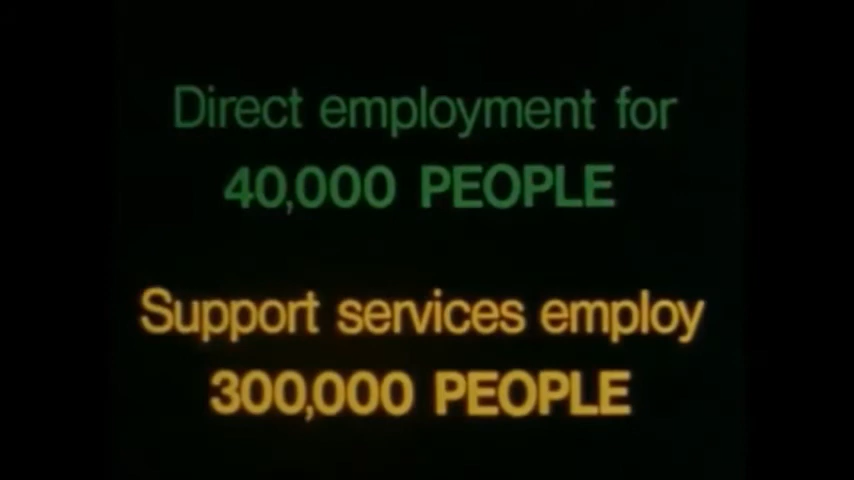 Direct employment for
40,000 PEOPLE
Support services employ
300,000 PEOPLE